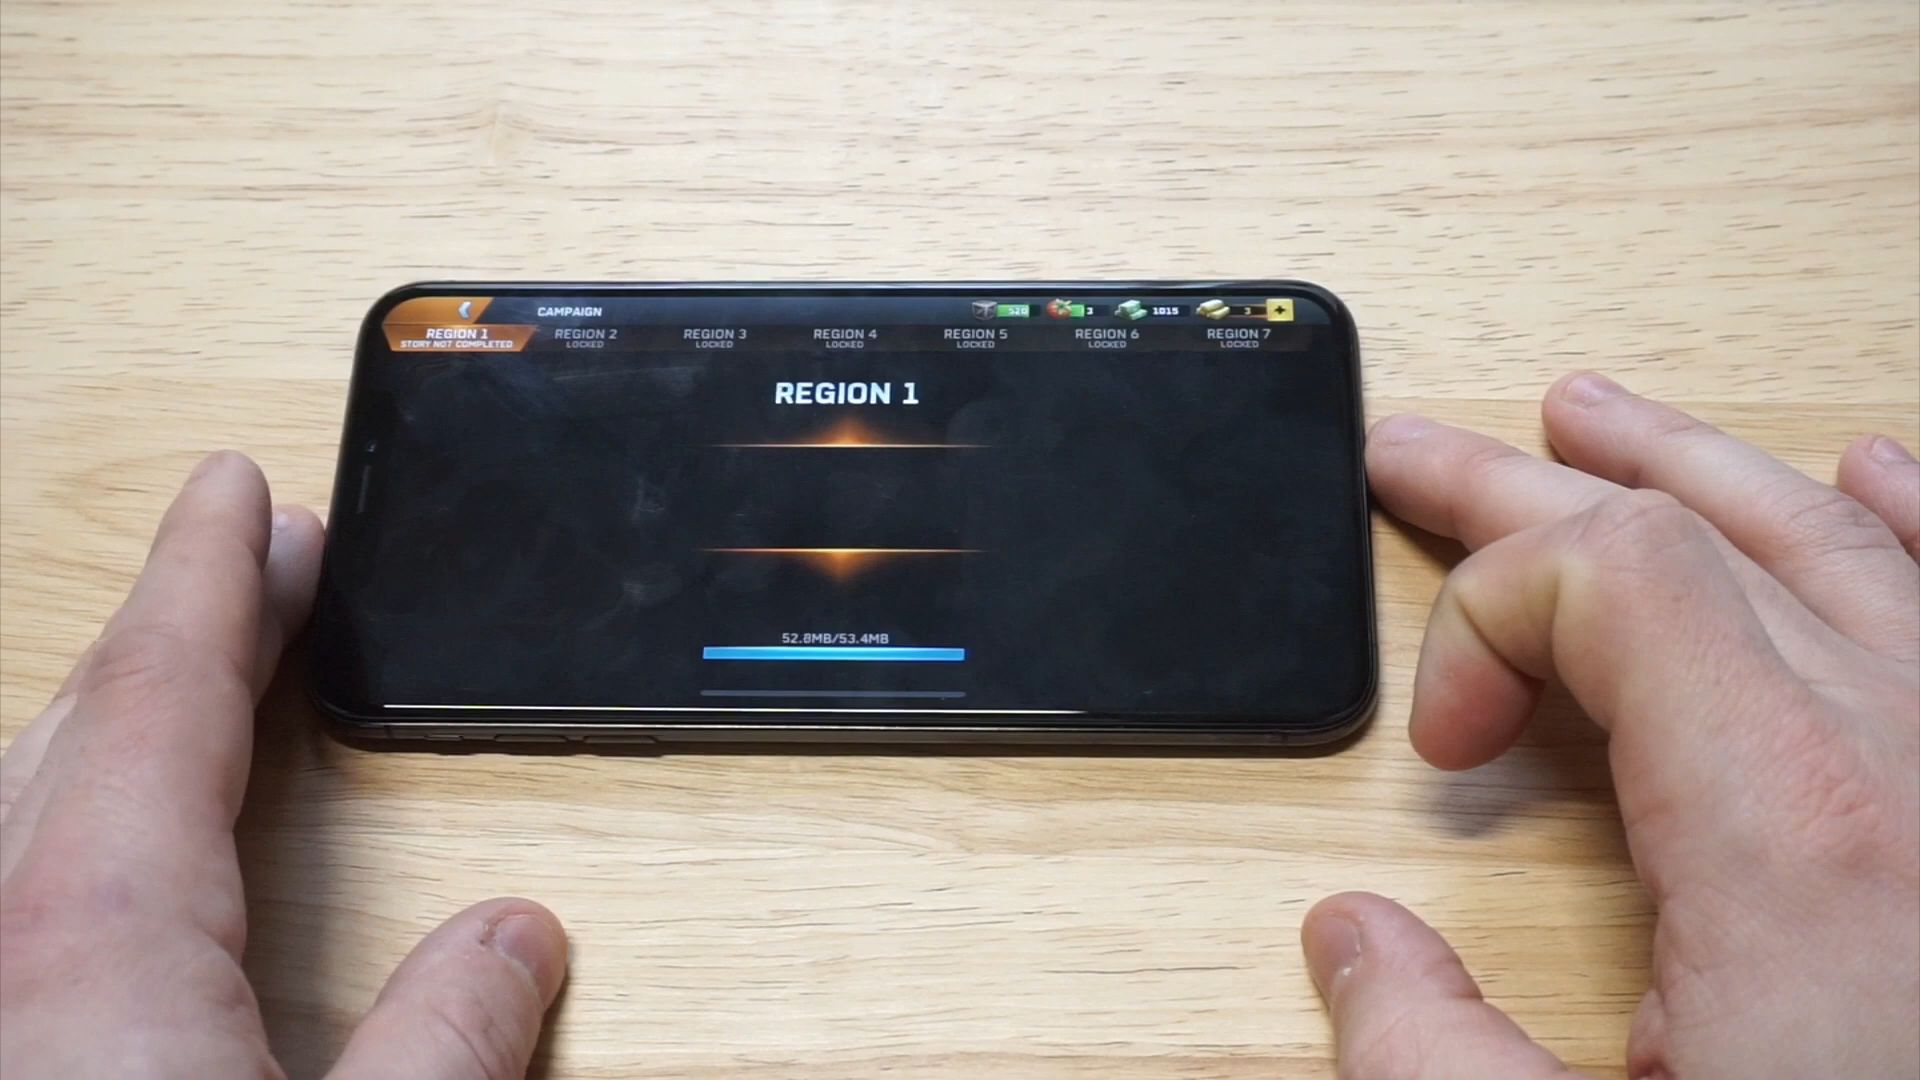 CAMPAIGN
520
3
1015
3
REGION 1
STORY NOT COMPLETED
REGION 2
LOCKED
REGION 3
LOCKED
REGION 4
LOCKED
REGION 5
LOCKED
REGION 6
LOCKED
REGION 7
LOCKED
REGION 1
52.8MB/53.4MB